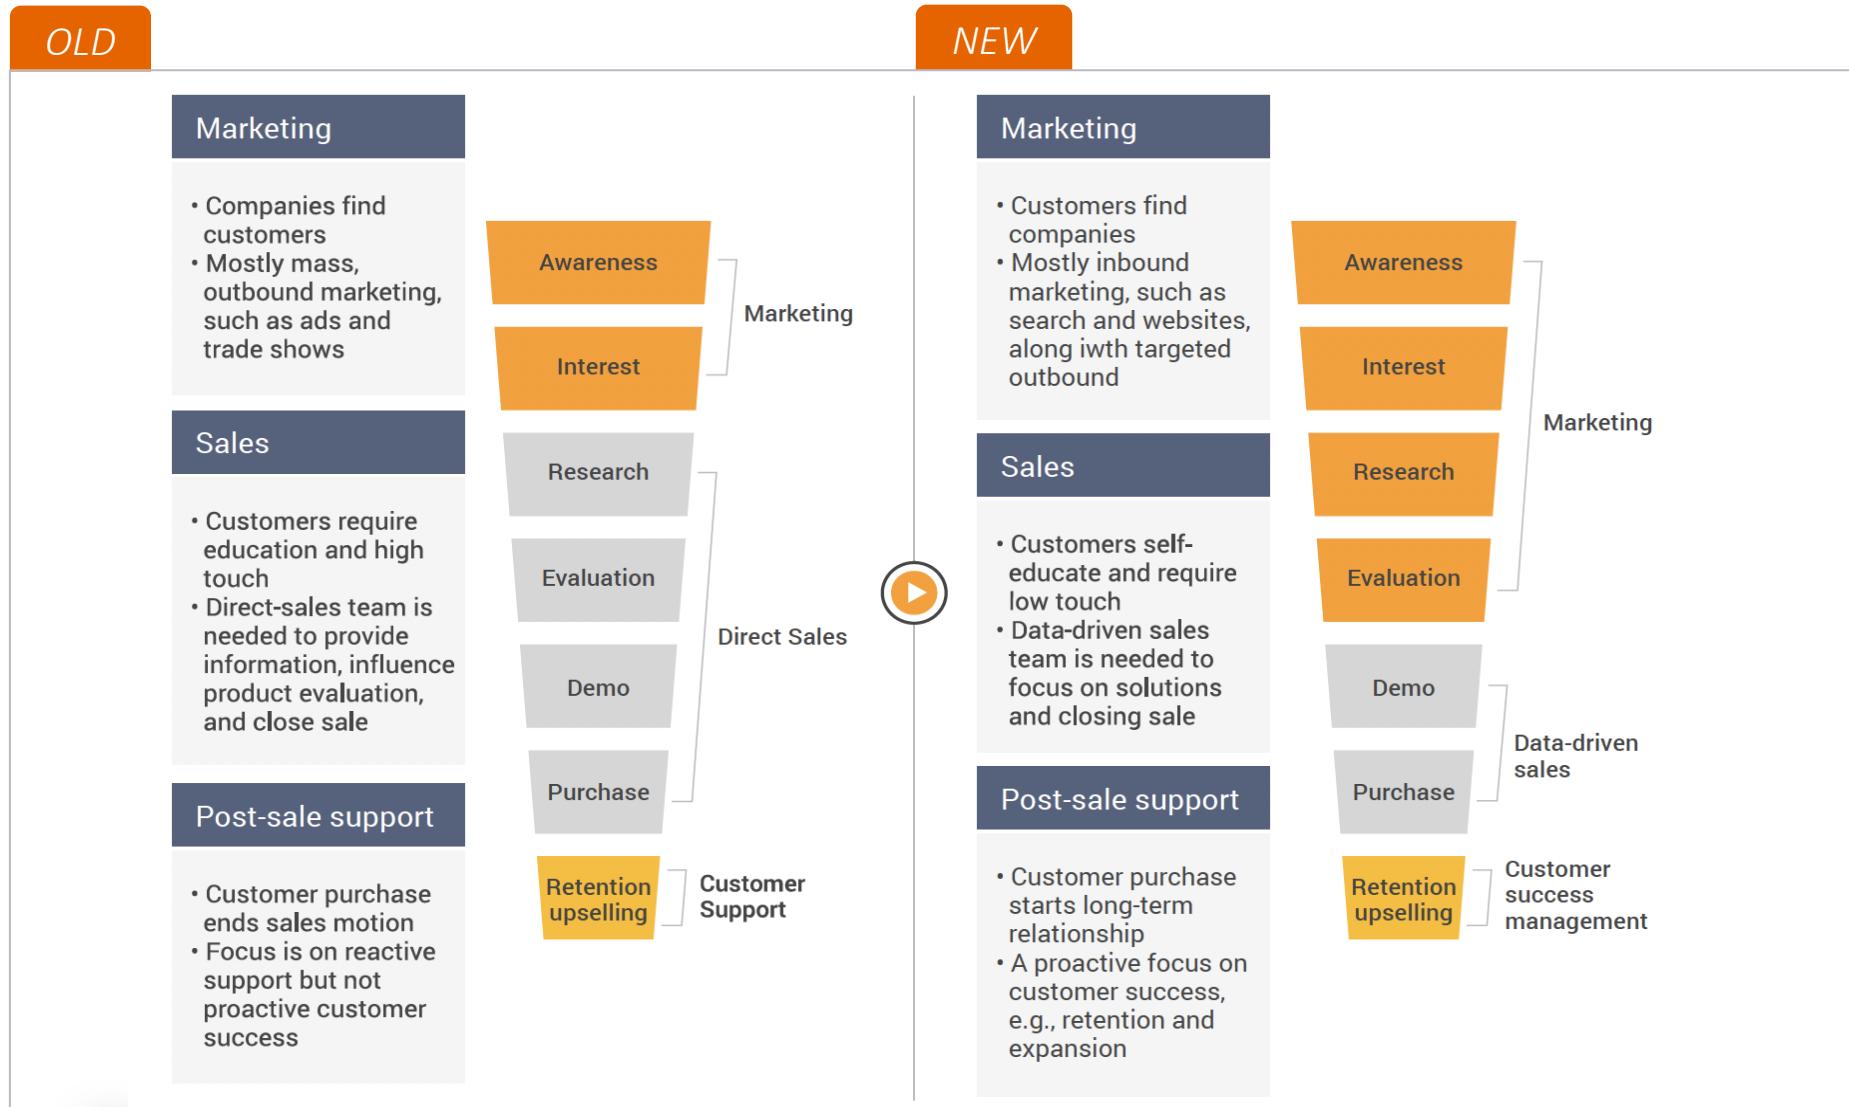 OLD
Marketing
• Companies find
customers
• Mostly mass,
outbound marketing,
such as ads and
trade shows
Sales
• Customers require
education and high
touch
• Direct-sales team is
needed to provide
information, influence
product evaluation,
and close sale
Post-sale support
• Customer purchase
ends sales motion
• Focus is on reactive
support but not
proactive customer
success
Awareness
Interest
Research
Evaluation
Demo
Purchase
Retention
upselling
Marketing
Direct Sales
Customer
Support
NEW
Marketing
• Customers find
companies
• Mostly inbound
marketing, such as
search and websites,
along iwth targeted
outbound
Sales
• Customers self-
educate and require
low touch
• Data-driven sales
team is needed to
focus on solutions
and closing sale
Post-sale support
• Customer purchase
starts long-term
relationship
• A proactive focus on
customer success,
e.g., retention and
expansion
Awareness
Interest
Research
Evaluation
Demo
Purchase
Retention
upselling
Marketing
Data-driven
sales
Customer
success
management